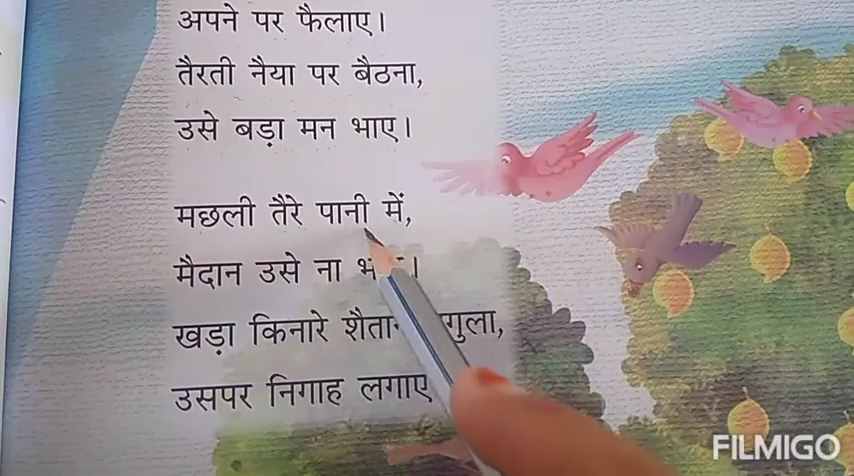 अपने पर फैलाए।
तैरती नैया पर बैठना,
उसे बड़ा मन भाए।
मछली तैरे पानी में,
मैदान उसे ना
खड़ा किनारे
उसपर निगाह लगाए
FILMIGO